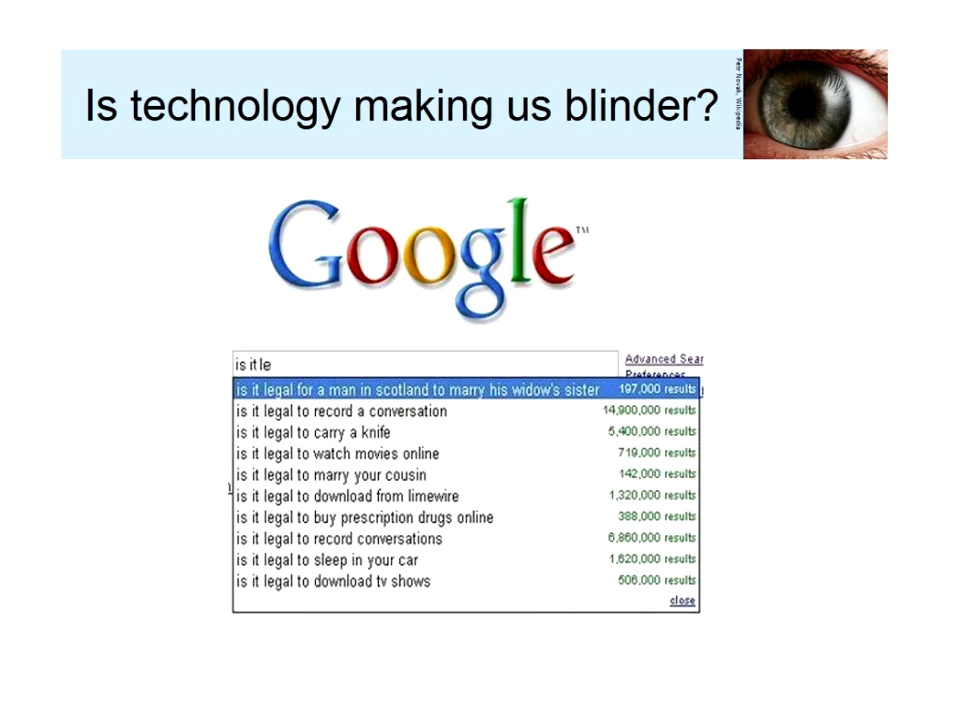 Is technology making us blinder?
Petr Novak, Wikipedia
Google™
is it le
Advanced Sear
Preferences
is it legal for a man in scotland to marry his widow's sister 197,000 results
is it legal to record a conversation 14,900,000 results
is it legal to carry a knife 5,400,000 results
is it legal to watch movies online 719,000 results
is it legal to marry your cousin 142,000 results
is it legal to download from limewire 1,320,000 results
is it legal to buy prescription drugs online 388,000 results
is it legal to record conversations 6,860,000 results
is it legal to sleep in your car 1,620,000 results
is it legal to download tv shows 506,000 results
close